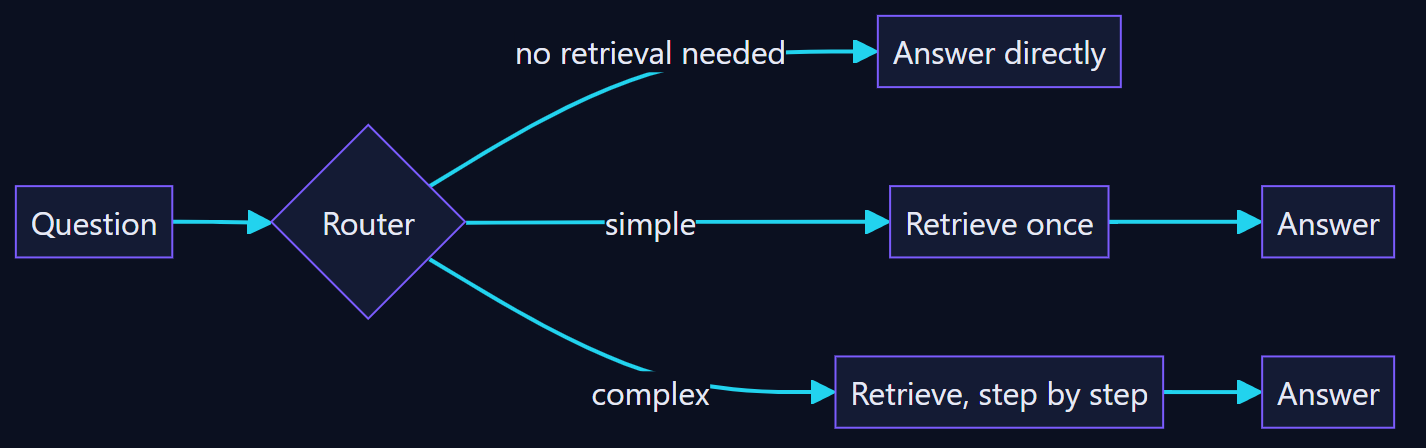 no retrieval needed
Answer directly
Question
Router
simple
Retrieve once
Answer
complex
Retrieve, step by step
Answer